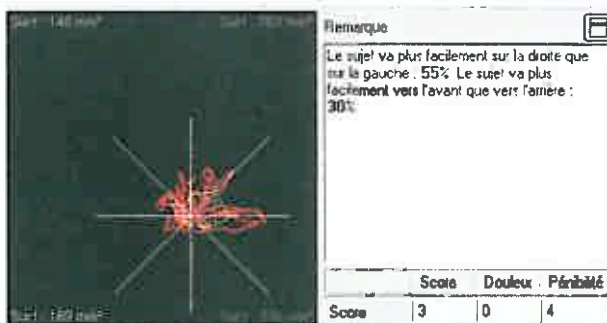 Remarque
Le sujet va plus facilement sur la droite que
sur la gauche : 55% Le sujet va plus
facilement vers l'avant que vers l'arrière :
30%
Score Douleur Pénibilité
Score 3 0 4